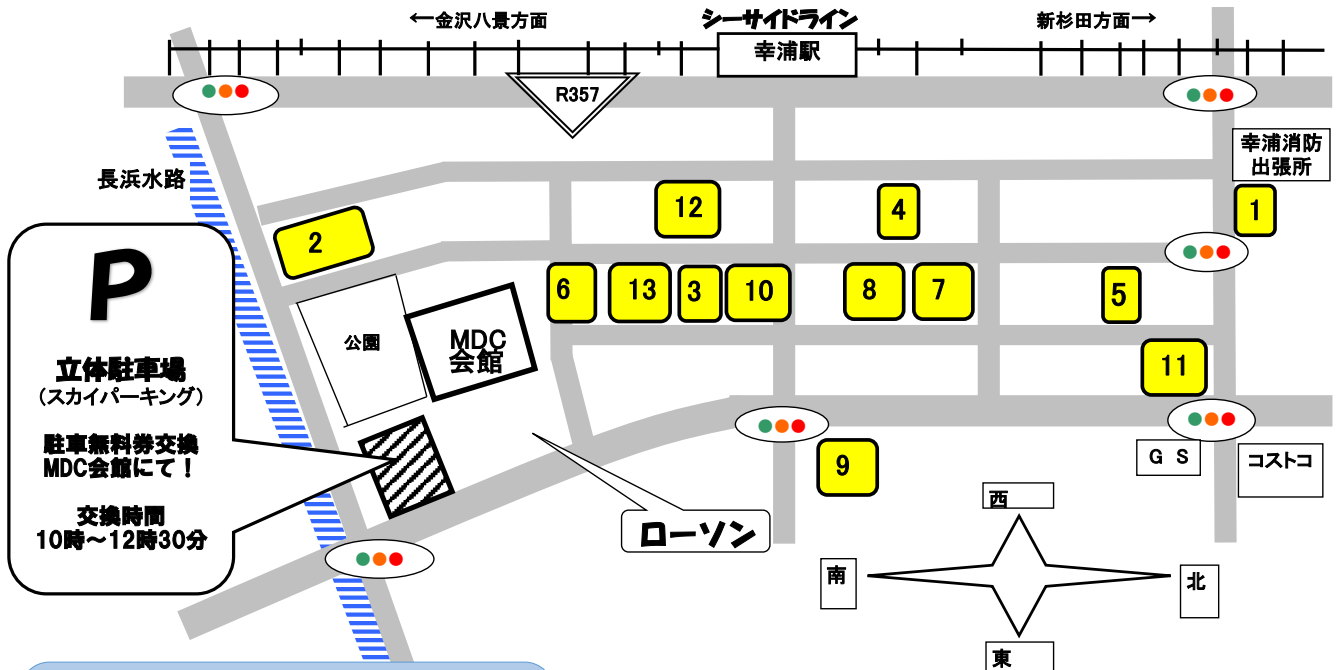 ←金沢八景方面
シーサイドライン
新杉田方面→
幸浦駅
R357
幸浦消防
出張所
長浜水路
12
4
1
2
P
立体駐車場
(スカイパーキング)
駐車無料券交換
MDC会館にて！
交換時間
10時～12時30分
6
13
3
10
8
7
5
公園
MDC
会館
11
9
ＧＳ
コストコ
ローソン
西
南
北
東